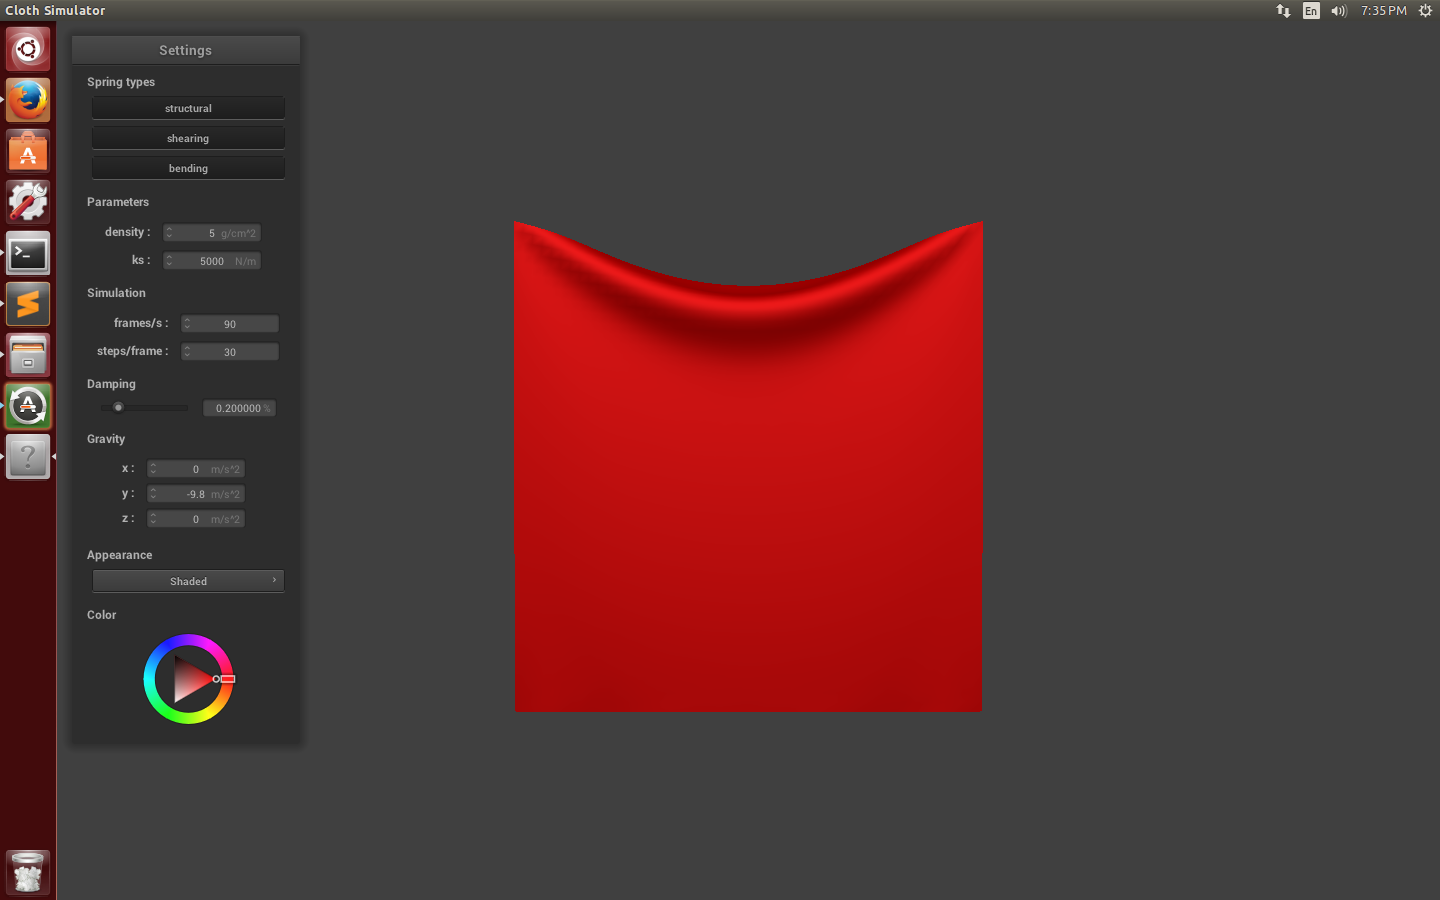 Cloth Simulator
En
7:35 PM
Settings
Spring types
structural
shearing
bending
Parameters
density : 5 g/cm^2
ks : 5000 N/m
Simulation
frames/s : 90
steps/frame : 30
Damping
0.200000 %
Gravity
x : 0 m/s^2
y : -9.8 m/s^2
z : 0 m/s^2
Appearance
Shaded
Color